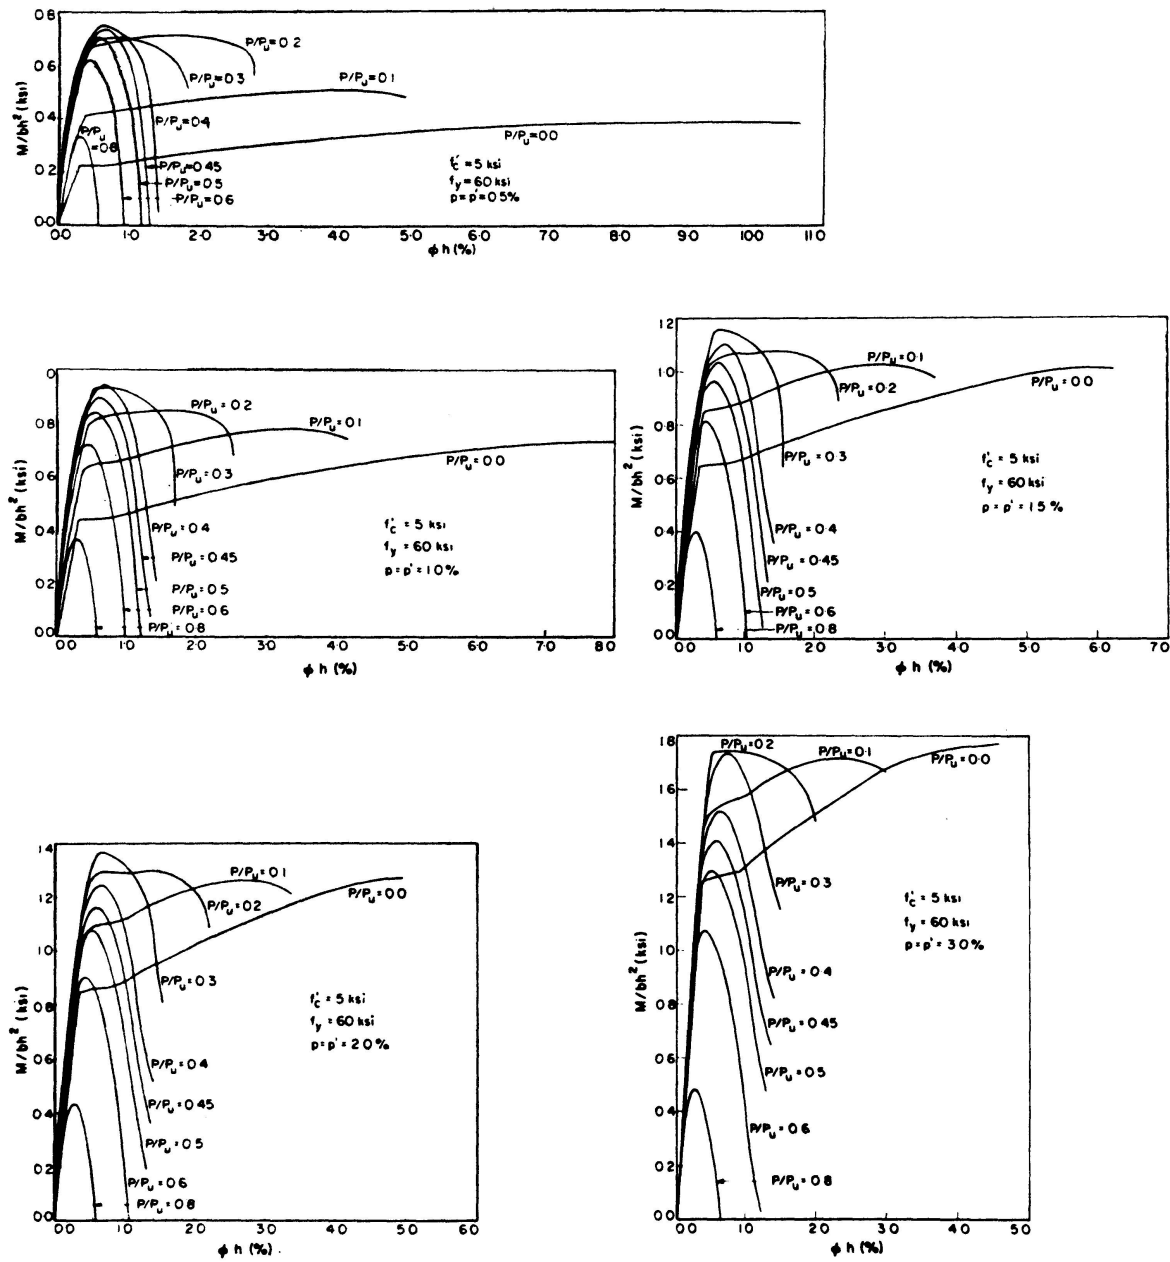 0.8
0.6
0.4
0.2
0.0
M/bh² (ksi)
P/Pu=0.2
P/Pu=0.3
P/Pu=0.1
P/Pu=0.4
P/Pu=0.0
P/Pu
=0.8
P/Pu=0.45
P/Pu=0.5
P/Pu=0.6
f'c = 5 ksi
fy = 60 ksi
p = p' = 0.5%
0.0 1.0 2.0 3.0 4.0 5.0 6.0 7.0 8.0 9.0 10.0 11.0
φh (%)
0.8
0.6
0.4
0.2
0.0
M/bh² (ksi)
P/Pu = 0.2
P/Pu = 0.1
P/Pu = 0.0
P/Pu = 0.3
P/Pu = 0.4
P/Pu = 0.45
P/Pu = 0.5
P/Pu = 0.6
P/Pu = 0.8
f'c = 5 ksi
fy = 60 ksi
p = p' = 1.0%
0.0 1.0 2.0 3.0 4.0 5.0 6.0 7.0 8.0
φh (%)
1.2
1.0
0.8
0.6
0.4
0.2
0.0
M/bh² (ksi)
P/Pu = 0.1
P/Pu = 0.2
P/Pu = 0.0
P/Pu = 0.3
P/Pu = 0.4
P/Pu = 0.45
P/Pu = 0.5
P/Pu = 0.6
P/Pu = 0.8
f'c = 5 ksi
fy = 60 ksi
p = p' = 1.5%
0.0 1.0 2.0 3.0 4.0 5.0 6.0 7.0
φh (%)
1.4
1.2
1.0
0.8
0.6
0.4
0.2
0.0
M/bh² (ksi)
P/Pu = 0.1
P/Pu = 0.2
P/Pu = 0.0
P/Pu = 0.3
P/Pu = 0.4
P/Pu = 0.45
P/Pu = 0.5
P/Pu = 0.6
P/Pu = 0.8
f'c = 5 ksi
fy = 60 ksi
p = p' = 2.0%
0.0 1.0 2.0 3.0 4.0 5.0 6.0
φh (%)
1.8
1.6
1.4
1.2
1.0
0.8
0.6
0.4
0.2
0.0
M/bh² (ksi)
P/Pu = 0.2
P/Pu = 0.1
P/Pu = 0.0
P/Pu = 0.3
P/Pu = 0.4
P/Pu = 0.45
P/Pu = 0.5
P/Pu = 0.6
P/Pu = 0.8
f'c = 5 ksi
fy = 60 ksi
p = p' = 3.0%
0.0 1.0 2.0 3.0 4.0 5.0
φh (%)